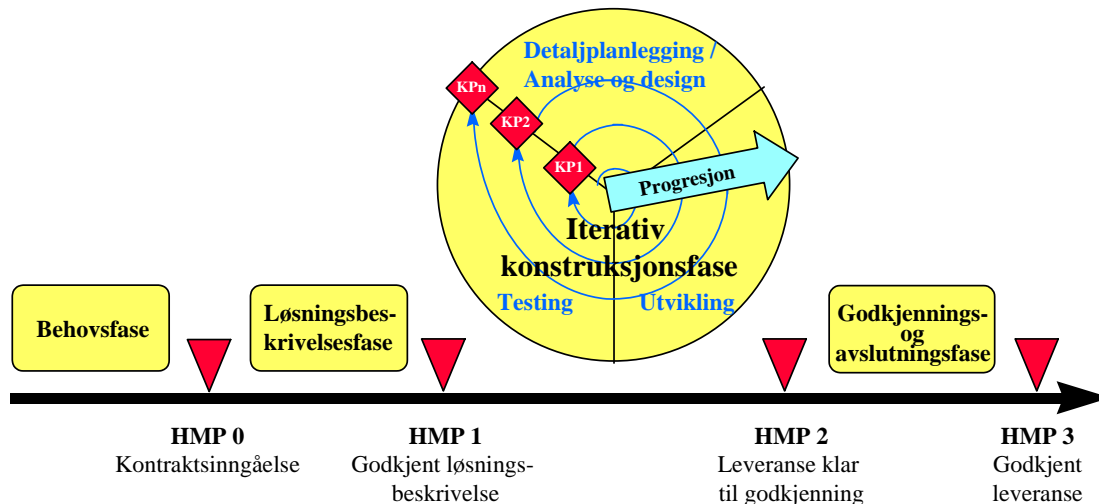 Detaljplanlegging /
Analyse og design
KPn
KP2
KP1
Progresjon
Iterativ
konstruksjonsfase
Testing
Utvikling
Behovsfase
Løsningsbes-
krivelsesfase
Godkjennings-
og
avslutningsfase
HMP 0
Kontraktsinngåelse
HMP 1
Godkjent løsnings-
beskrivelse
HMP 2
Leveranse klar
til godkjenning
HMP 3
Godkjent
leveranse